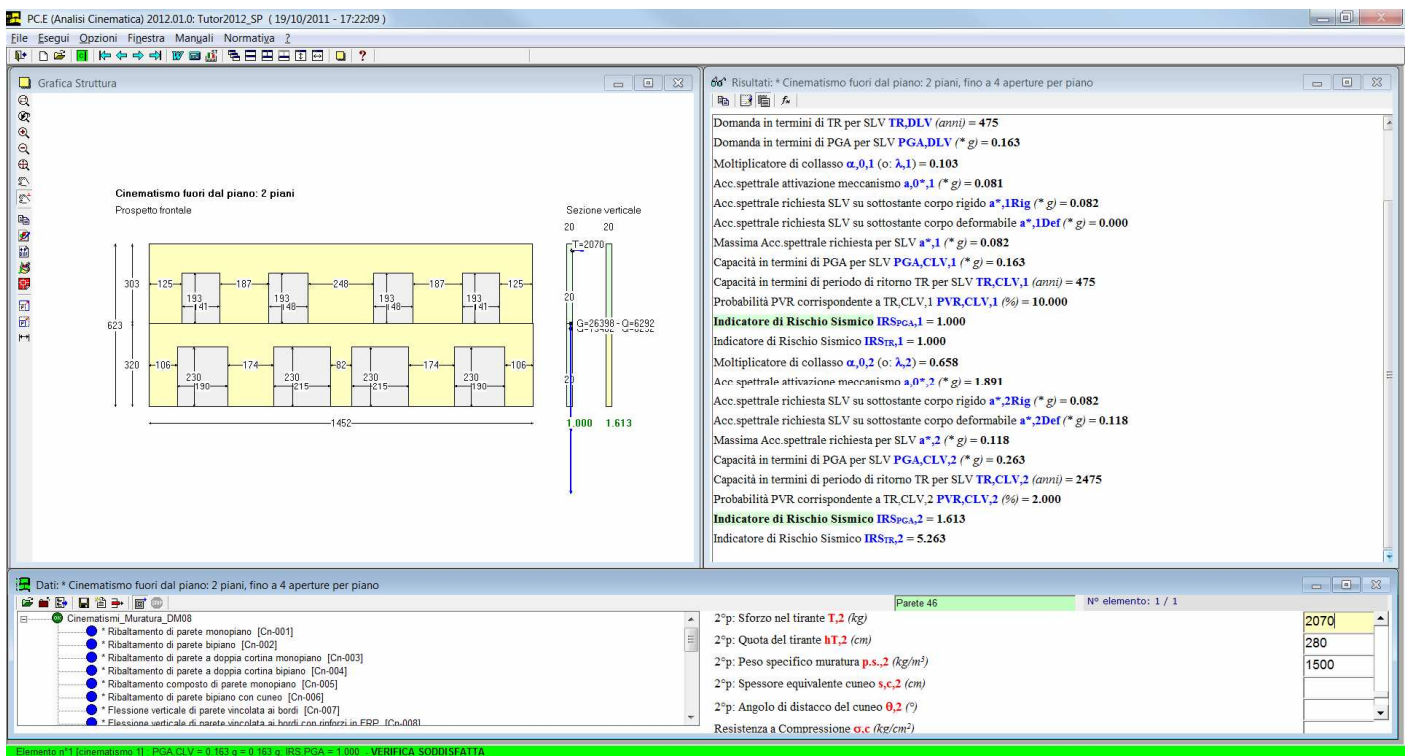 PC.E (Analisi Cinematica) 2012.01.0: Tutor2012_SP ( 19/10/2011 - 17:22:09 )
File Esegui Opzioni Finestra Manuali Normativa ?
Grafica Struttura
Cinematismo fuori dal piano: 2 piani
Prospetto frontale
Sezione verticale
20 20
T=2070
303 125 187 248 187 125
193 193 193 193
141 148 148 141
20
623
G=26398 - Q=6292
320 106 174 82 174 106
230 230 230 230
190 215 215 190
20
1452
1.000 1.613
Risultati: * Cinematismo fuori dal piano: 2 piani, fino a 4 aperture per piano
Domanda in termini di TR per SLV TR,DLV (anni) = 475
Domanda in termini di PGA per SLV PGA,DLV (* g) = 0.163
Moltiplicatore di collasso α,0,1 (o: λ,1) = 0.103
Acc.spettrale attivazione meccanismo a,0*,1 (* g) = 0.081
Acc.spettrale richiesta SLV su sottostante corpo rigido a*,1Rig (* g) = 0.082
Acc.spettrale richiesta SLV su sottostante corpo deformabile a*,1Def (* g) = 0.000
Massima Acc.spettrale richiesta per SLV a*,1 (* g) = 0.082
Capacità in termini di PGA per SLV PGA,CLV,1 (* g) = 0.163
Capacità in termini di periodo di ritorno TR per SLV TR,CLV,1 (anni) = 475
Probabilità PVR corrispondente a TR,CLV,1 PVR,CLV,1 (%) = 10.000
Indicatore di Rischio Sismico IRSPGA,1 = 1.000
Indicatore di Rischio Sismico IRSTR,1 = 1.000
Moltiplicatore di collasso α,0,2 (o: λ,2) = 0.658
Acc.spettrale attivazione meccanismo a,0*,2 (* g) = 1.891
Acc.spettrale richiesta SLV su sottostante corpo rigido a*,2Rig (* g) = 0.082
Acc.spettrale richiesta SLV su sottostante corpo deformabile a*,2Def (* g) = 0.118
Massima Acc.spettrale richiesta per SLV a*,2 (* g) = 0.118
Capacità in termini di PGA per SLV PGA,CLV,2 (* g) = 0.263
Capacità in termini di periodo di ritorno TR per SLV TR,CLV,2 (anni) = 2475
Probabilità PVR corrispondente a TR,CLV,2 PVR,CLV,2 (%) = 2.000
Indicatore di Rischio Sismico IRSPGA,2 = 1.613
Indicatore di Rischio Sismico IRSTR,2 = 5.263
Dati: * Cinematismo fuori dal piano: 2 piani, fino a 4 aperture per piano
Parete 46 N° elemento: 1 / 1
Cinematismi_Muratura_DM08
* Ribaltamento di parete monopiano [Cn-001]
* Ribaltamento di parete bipiano [Cn-002]
* Ribaltamento di parete a doppia cortina monopiano [Cn-003]
* Ribaltamento di parete a doppia cortina bipiano [Cn-004]
* Ribaltamento composto di parete monopiano [Cn-005]
* Ribaltamento di parete bipiano con cuneo [Cn-006]
* Flessione verticale di parete vincolata ai bordi [Cn-007]
* Flessione verticale di parete vincolata ai bordi con rinforzi in FRP [Cn-008]
2°p: Sforzo nel tirante T,2 (kg) 2070
2°p: Quota del tirante hT,2 (cm) 280
2°p: Peso specifico muratura p.s.,2 (kg/m³) 1500
2°p: Spessore equivalente cuneo s,c,2 (cm)
2°p: Angolo di distacco del cuneo θ,2 (°)
Resistenza a Compressione σ,c (kg/cm²)
Elemento n°1 [cinematismo 1] : PGA,CLV = 0.163 g = 0.163 g; IRS,PGA = 1.000 - VERIFICA SODDISFATTA